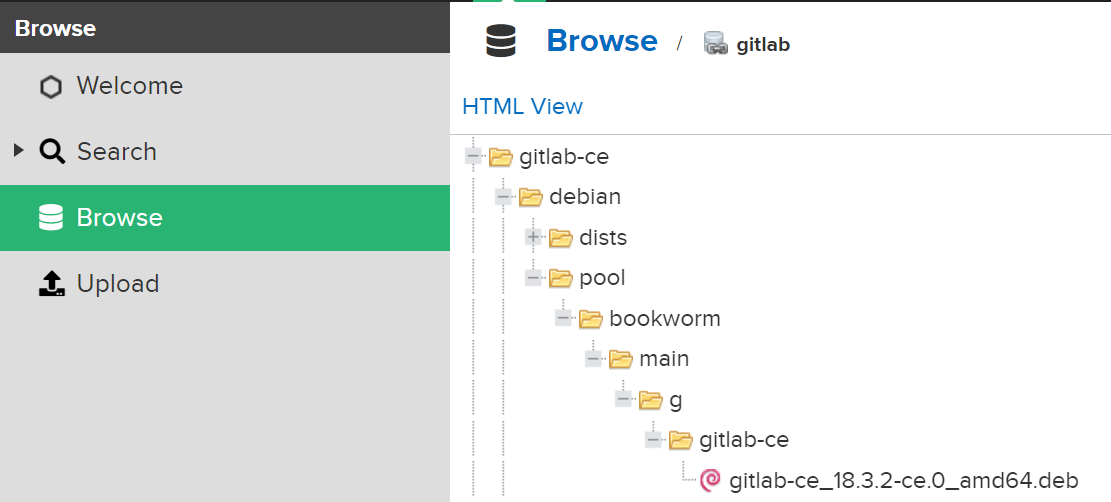 Browse
Welcome
Search
Browse
Upload
Browse / gitlab
HTML View
gitlab-ce
debian
dists
pool
bookworm
main
g
gitlab-ce
gitlab-ce_18.3.2-ce.0_amd64.deb